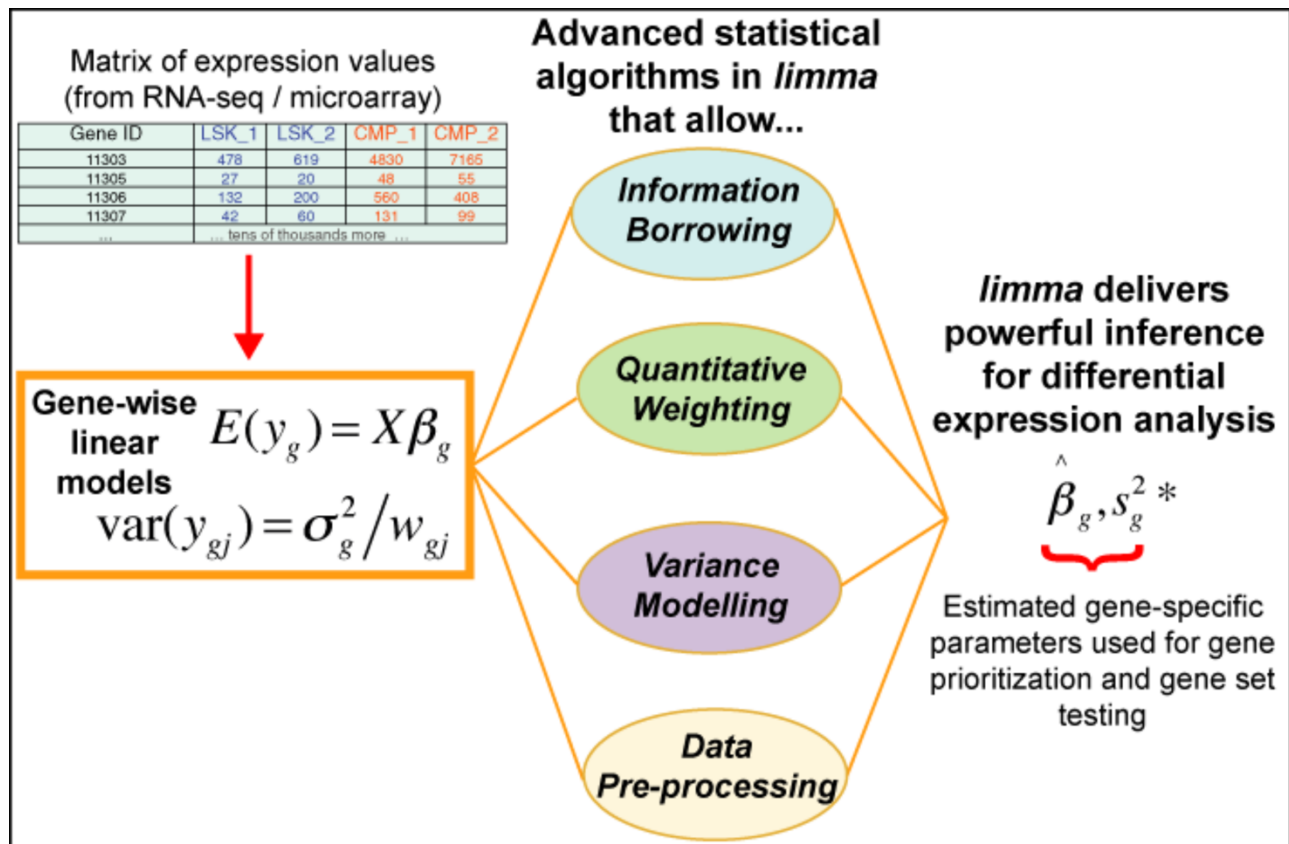 Matrix of expression values
(from RNA-seq / microarray)
Gene ID LSK_1 LSK_2 CMP_1 CMP_2
11303 478 619 4830 7165
11305 27 20 48 55
11306 132 200 560 408
11307 42 60 131 99
... ... tens of thousands more ...
Gene-wise
linear
models
E(y_g) = Xβ_g
var(y_gj) = σ_g^2/w_gj
Advanced statistical
algorithms in limma
that allow...
Information
Borrowing
Quantitative
Weighting
Variance
Modelling
Data
Pre-processing
limma delivers
powerful inference
for differential
expression analysis
β̂_g, s_g^2 *
Estimated gene-specific
parameters used for gene
prioritization and gene set
testing